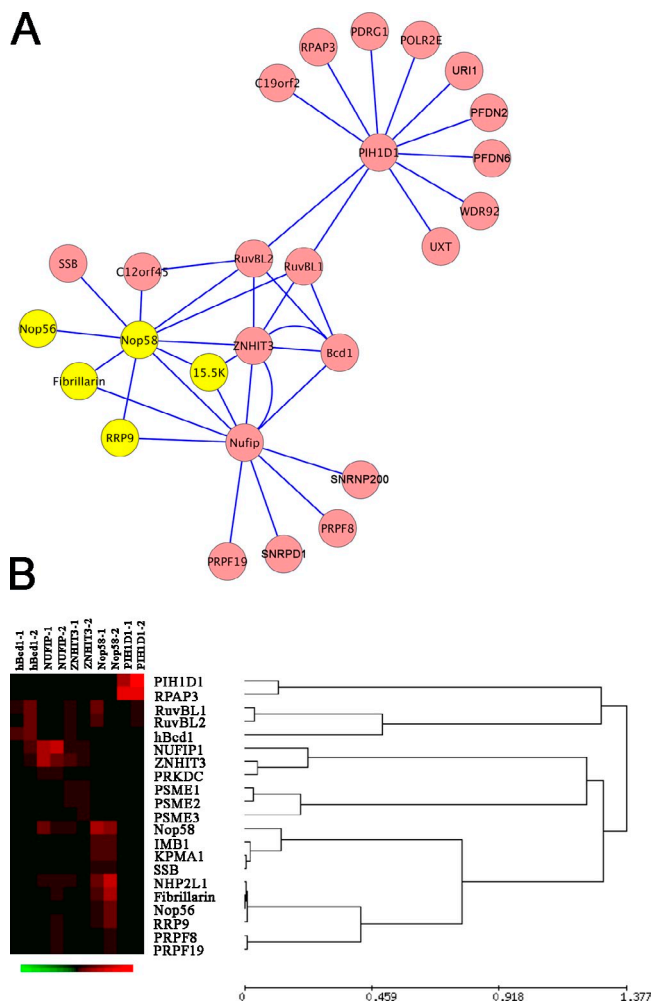 A
PDRG1
POLR2E
RPAP3
C19orf2
URI1
PFDN2
PIH1D1
PFDN6
WDR92
UXT
RuvBL2
RuvBL1
SSB
C12orf45
Nop56
Nop58
ZNHIT3
Bcd1
15.5K
Fibrillarin
RRP9
Nufip
SNRNP200
PRPF8
SNRPD1
PRPF19
B
hBcd1-1
hBcd1-2
NUFIP-1
NUFIP-2
ZNHIT3-1
ZNHIT3-2
Nop58-1
Nop58-2
PIH1D1-1
PIH1D1-2
PIH1D1
RPAP3
RuvBL1
RuvBL2
hBcd1
NUFIP1
ZNHIT3
PRKDC
PSME1
PSME2
PSME3
Nop58
IMB1
KPMA1
SSB
NHP2L1
Fibrillarin
Nop56
RRP9
PRPF8
PRPF19
0 0.459 0.918 1.377